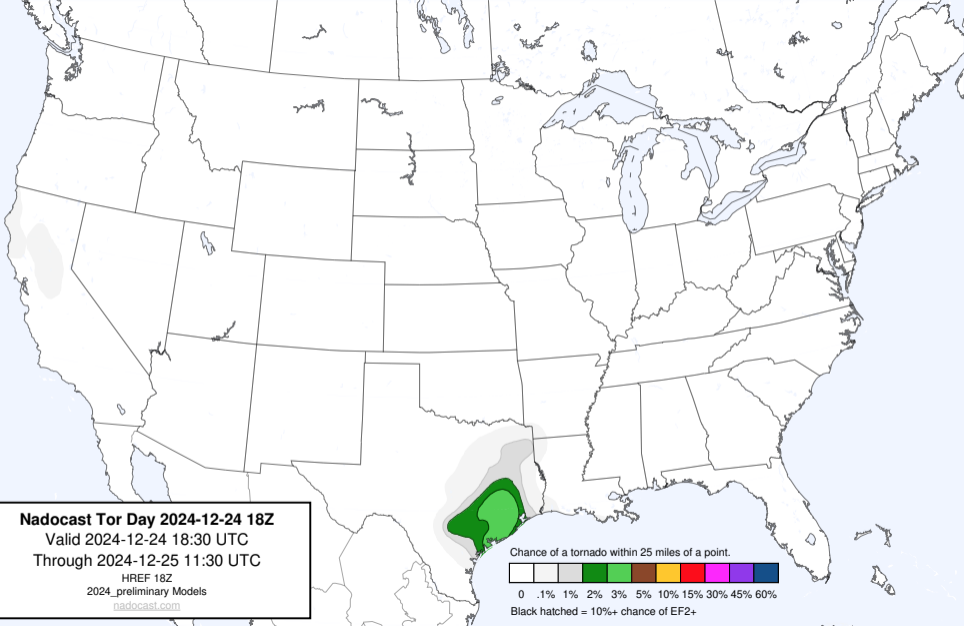 Nadocast Tor Day 2024-12-24 18Z
Valid 2024-12-24 18:30 UTC
Through 2024-12-25 11:30 UTC
HREF 18Z
2024_preliminary Models
nadocast.com
Chance of a tornado within 25 miles of a point.
0 .1% 1% 2% 3% 5% 10% 15% 30% 45% 60%
Black hatched = 10%+ chance of EF2+